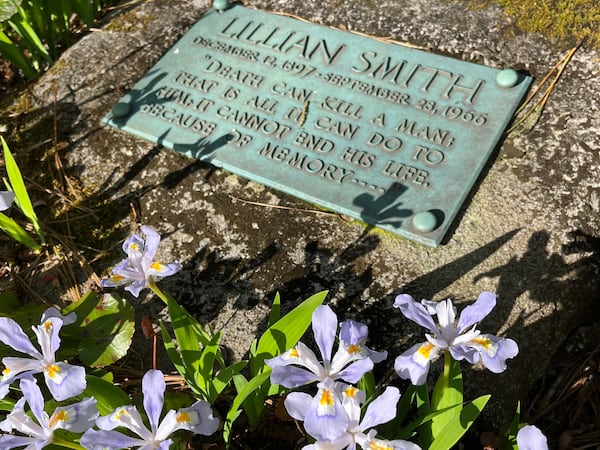 LILLIAN SMITH
DECEMBER 12, 1897-SEPTEMBER 28, 1966
"DEATH CAN KILL A MAN;
THAT IS ALL IT CAN DO TO
HIM; IT CANNOT END HIS LIFE,
BECAUSE OF MEMORY----"